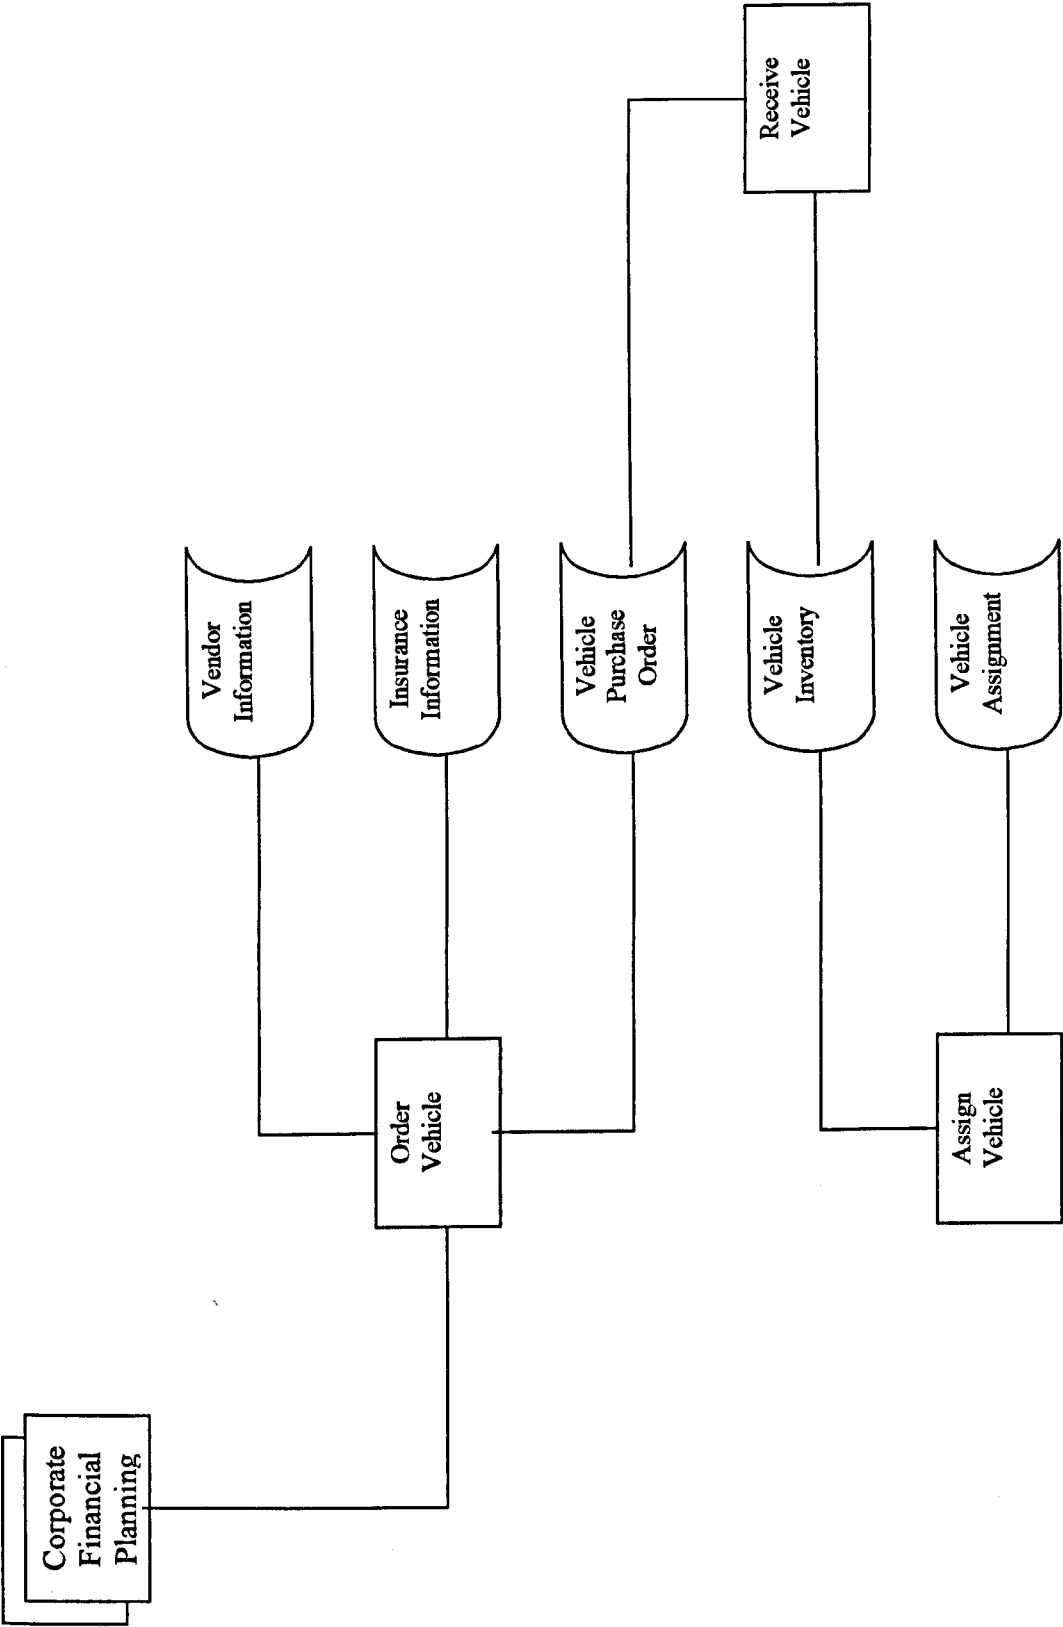 Corporate
Financial
Planning
Order
Vehicle
Vendor
Information
Insurance
Information
Vehicle
Purchase
Order
Vehicle
Inventory
Vehicle
Assignment
Assign
Vehicle
Receive
Vehicle